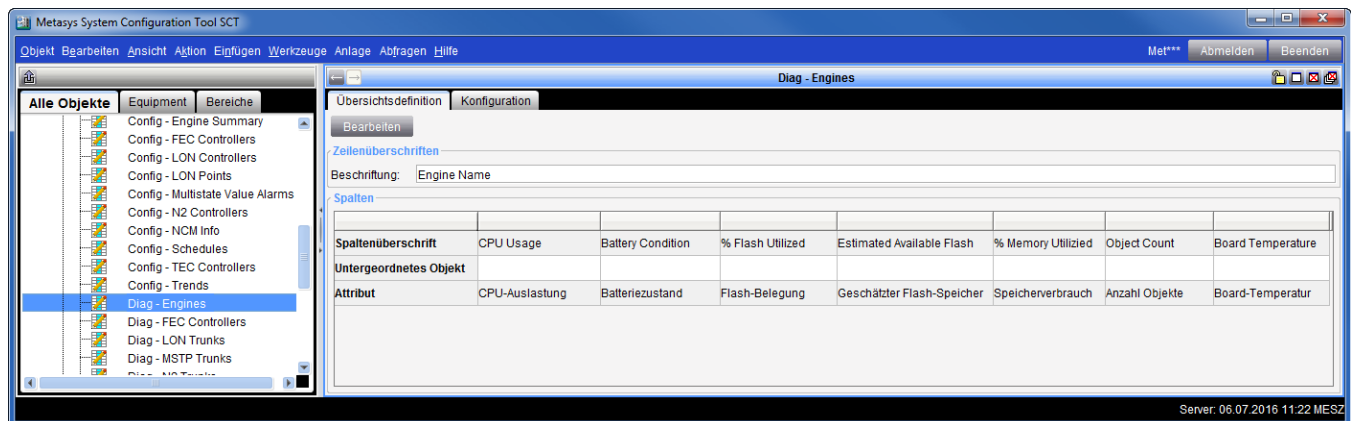 Metasys System Configuration Tool SCT
Objekt Bearbeiten Ansicht Aktion Einfügen Werkzeuge Anlage Abfragen Hilfe Met*** Abmelden Beenden
Diag - Engines
Alle Objekte Equipment Bereiche
Config - Engine Summary
Config - FEC Controllers
Config - LON Controllers
Config - LON Points
Config - Multistate Value Alarms
Config - N2 Controllers
Config - NCM Info
Config - Schedules
Config - TEC Controllers
Config - Trends
Diag - Engines
Diag - FEC Controllers
Diag - LON Trunks
Diag - MSTP Trunks
Übersichtsdefinition Konfiguration
Bearbeiten
Zeilenüberschriften
Beschriftung: Engine Name
Spalten
Spaltenüberschrift CPU Usage Battery Condition % Flash Utilized Estimated Available Flash % Memory Utilizied Object Count Board Temperature
Untergeordnetes Objekt
Attribut CPU-Auslastung Batteriezustand Flash-Belegung Geschätzter Flash-Speicher Speicherverbrauch Anzahl Objekte Board-Temperatur
Server: 06.07.2016 11:22 MESZ